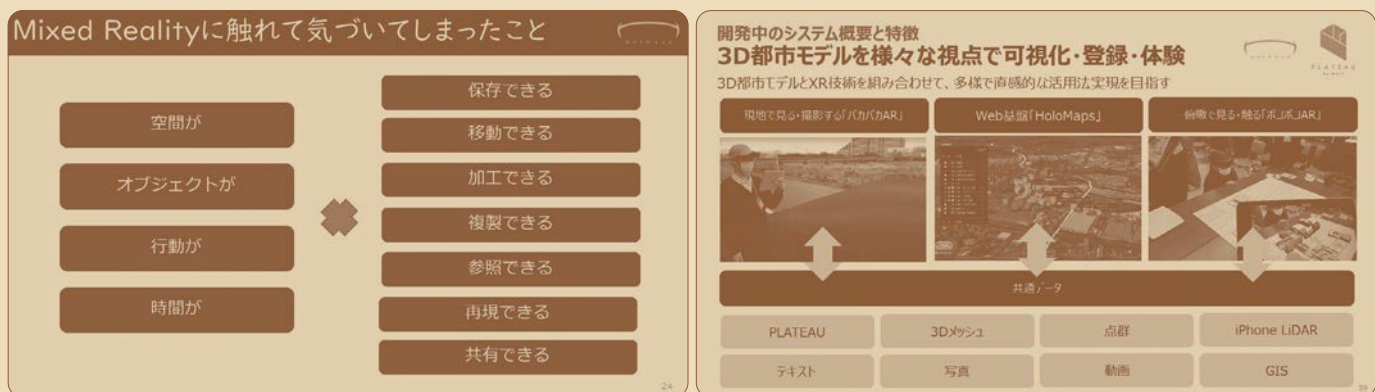 Mixed Realityに触れて気づいてしまったこと
空間が
オブジェクトが
行動が
時間が
保存できる
移動できる
加工できる
複製できる
参照できる
再現できる
共有できる
24
開発中のシステム概要と特徴
3D都市モデルを様々な視点で可視化・登録・体験
3D都市モデルとXR技術を組み合わせて、多様で直感的な活用法実現を目指す
PLATEAU
現地で見る・撮影する「パカパカAR」
Web基盤「HoloMaps」
俯瞰で見る・触る「ポコポコAR」
共通データ
PLATEAU
3Dメッシュ
点群
iPhone LiDAR
テキスト
写真
動画
GIS